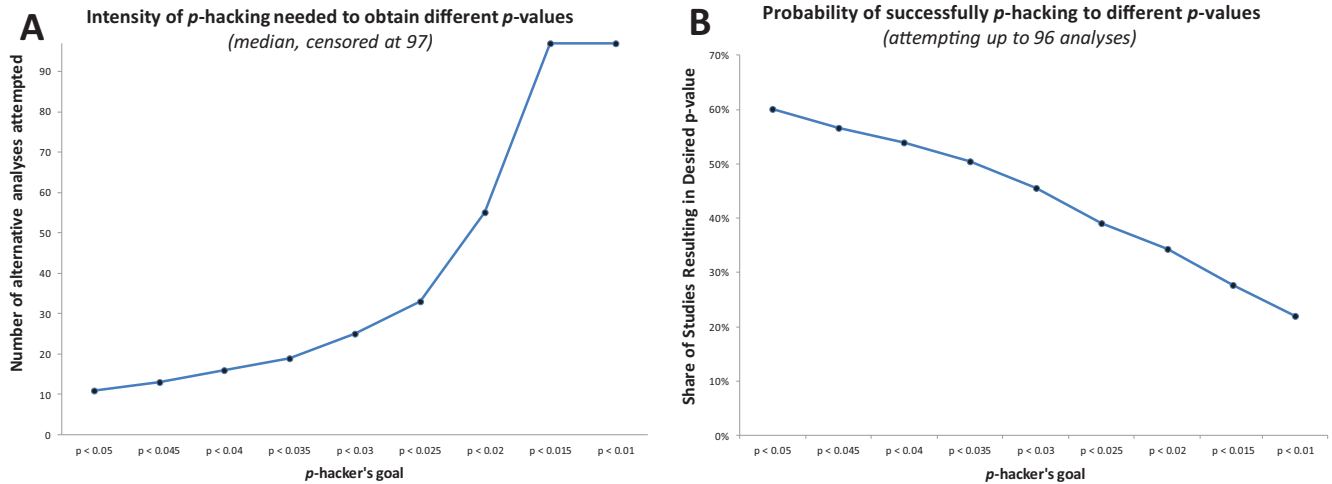 A
Intensity of p-hacking needed to obtain different p-values
(median, censored at 97)
Number of alternative analyses attempted
90
80
70
60
50
40
30
20
10
0
p < 0.05 p < 0.045 p < 0.04 p < 0.035 p < 0.03 p < 0.025 p < 0.02 p < 0.015 p < 0.01
p-hacker's goal
B
Probability of successfully p-hacking to different p-values
(attempting up to 96 analyses)
Share of Studies Resulting in Desired p-value
70%
60%
50%
40%
30%
20%
10%
0%
p < 0.05 p < 0.045 p < 0.04 p < 0.035 p < 0.03 p < 0.025 p < 0.02 p < 0.015 p < 0.01
p-hacker's goal